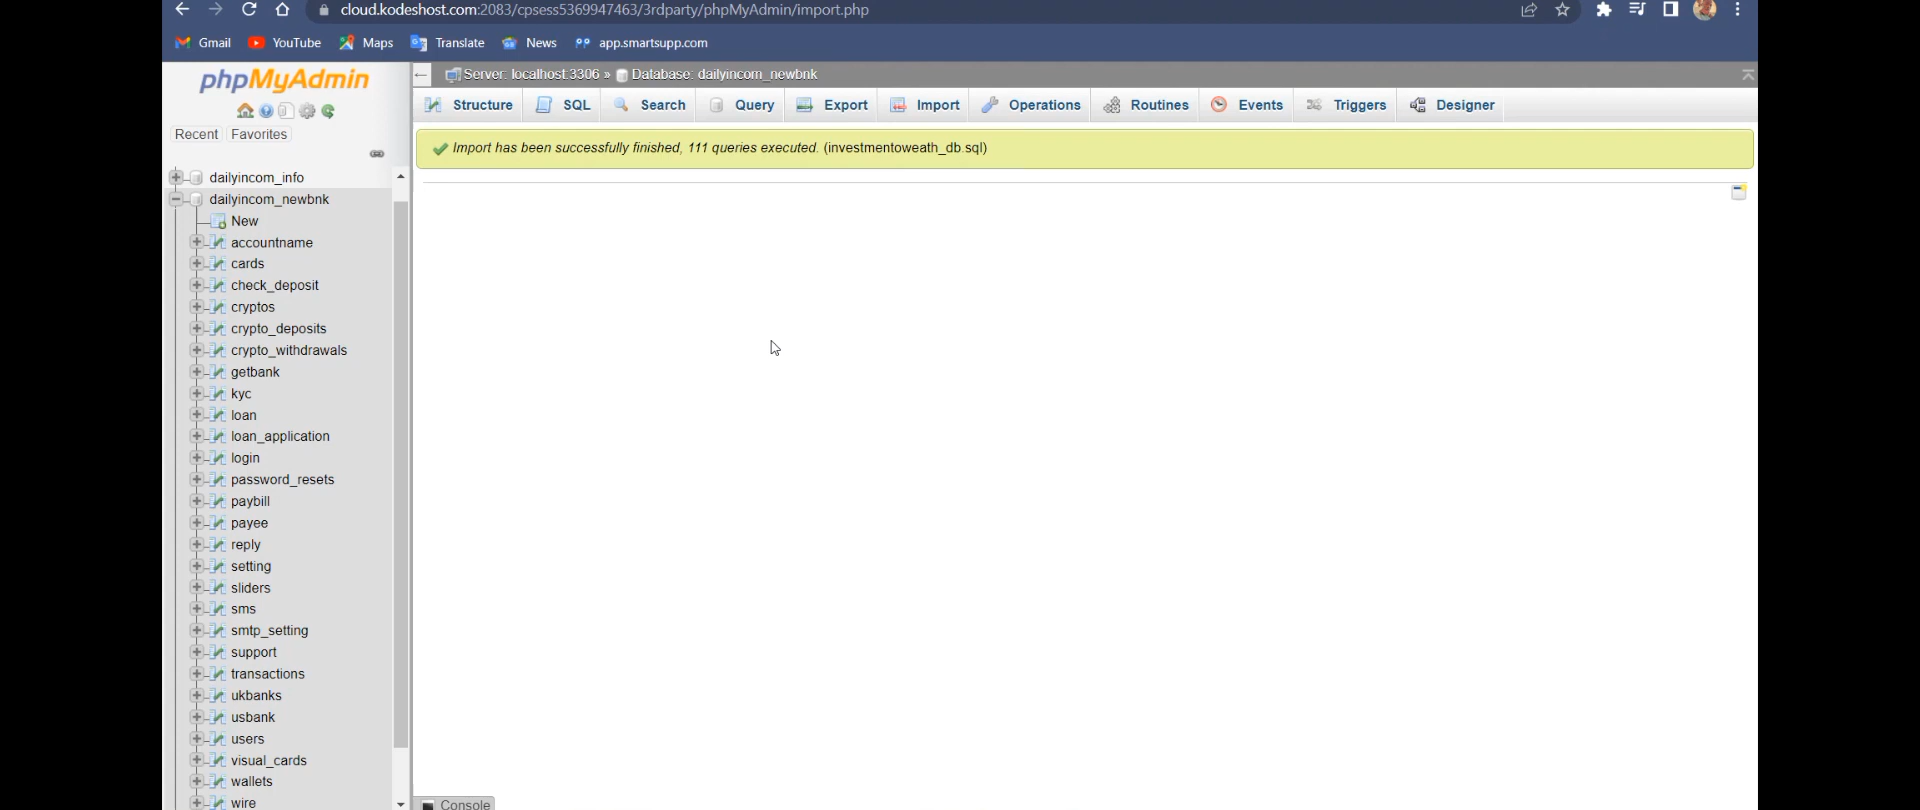 cloud.kodeshost.com:2083/cpsess5369947463/3rdparty/phpMyAdmin/import.php
Gmail YouTube Maps Translate News app.smartsupp.com
phpMyAdmin
Server: localhost:3306 » Database: dailyincom_newbnk
Structure SQL Search Query Export Import Operations Routines Events Triggers Designer
Recent Favorites
Import has been successfully finished, 111 queries executed. (investmentoweath_db.sql)
dailyincom_info
dailyincom_newbnk
New
accountname
cards
check_deposit
cryptos
crypto_deposits
crypto_withdrawals
getbank
kyc
loan
loan_application
login
password_resets
paybill
payee
reply
setting
sliders
sms
smtp_setting
support
transactions
ukbanks
usbank
users
visual_cards
wallets
wire
Console